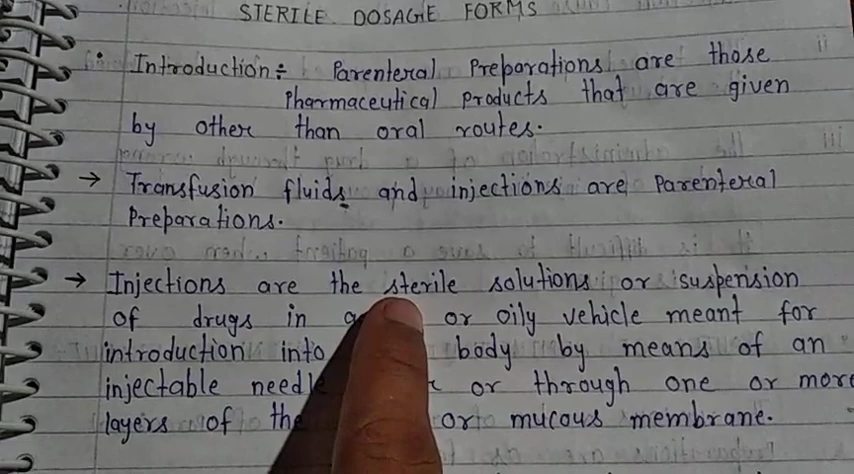 STERILE DOSAGE FORMS
Introduction ÷ Parenteral Preparations are those
Pharmaceutical Products that are given
by other than oral routes.
→ Transfusion fluids and injections are Parenteral
Preparations.
→ Injections are the sterile solutions or suspension
of drugs in or oily vehicle meant for
introduction into body by means of an
injectable needle or through one or more
layers of the or mucous membrane.